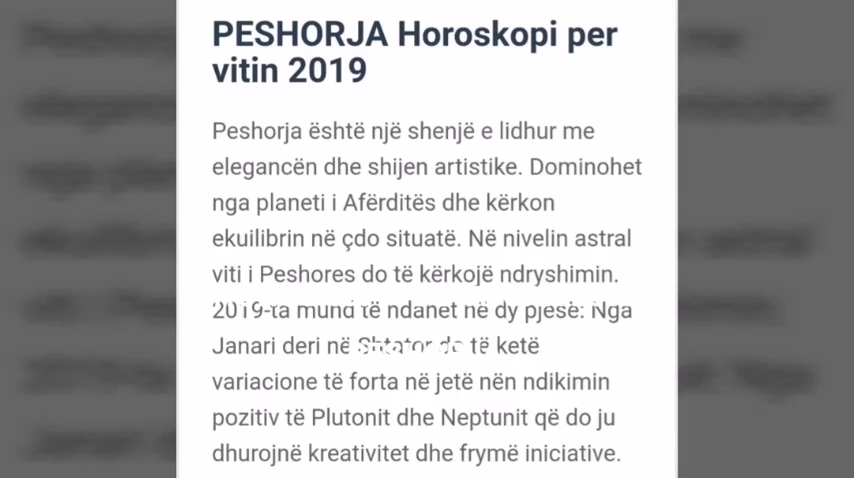 PESHORJA Horoskopi per
vitin 2019
Peshorja është një shenjë e lidhur me
elegancën dhe shijen artistike. Dominohet
nga planeti i Afërditës dhe kërkon
ekuilibrin në çdo situatë. Në nivelin astral
viti i Peshores do të kërkojë ndryshimin.
2019-ta mund të ndanet në dy pjesë: Nga
Janari deri në Shtator do të ketë
variacione të forta në jetë nën ndikimin
pozitiv të Plutonit dhe Neptunit që do ju
dhurojnë kreativitet dhe frymë iniciative.